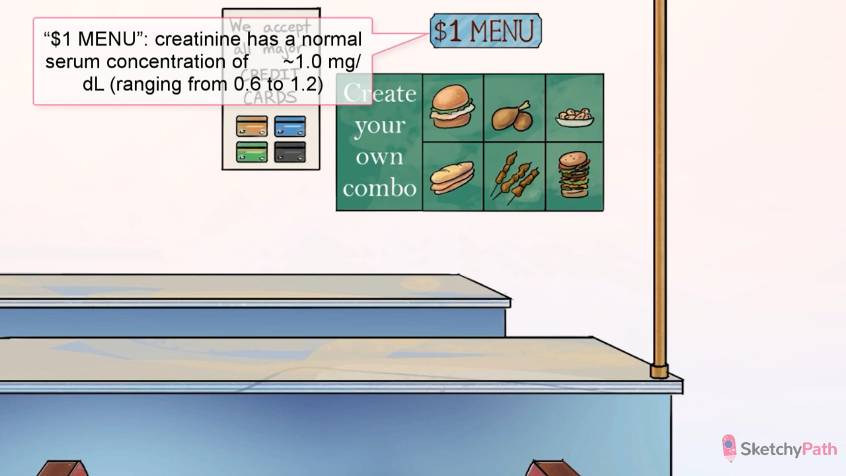 “$1 MENU”: creatinine has a normal
serum concentration of ~1.0 mg/
dL (ranging from 0.6 to 1.2)
We accept
all major
CREDIT
CARDS
$1 MENU
Create
your
own
combo
SketchyPath